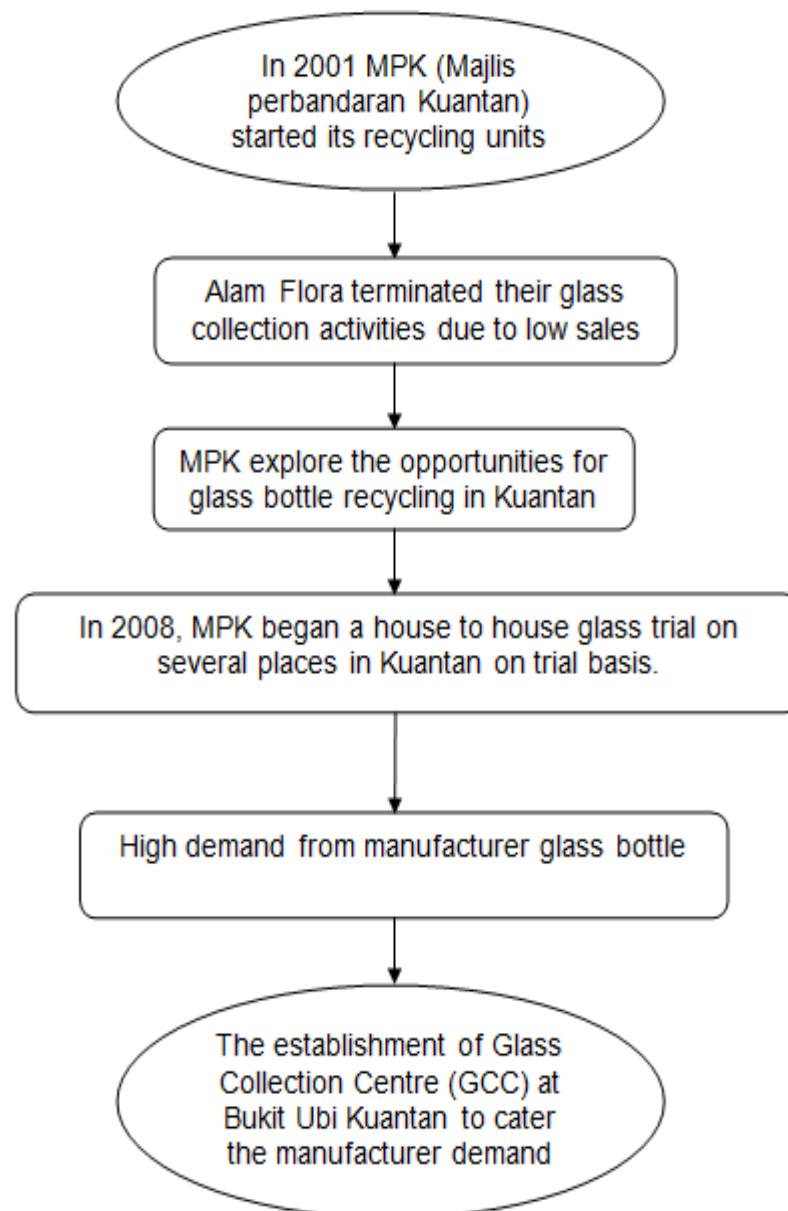 In 2001 MPK (Majlis
perbandaran Kuantan)
started its recycling units
Alam Flora terminated their glass
collection activities due to low sales
MPK explore the opportunities for
glass bottle recycling in Kuantan
In 2008, MPK began a house to house glass trial on
several places in Kuantan on trial basis.
High demand from manufacturer glass bottle
The establishment of Glass
Collection Centre (GCC) at
Bukit Ubi Kuantan to cater
the manufacturer demand